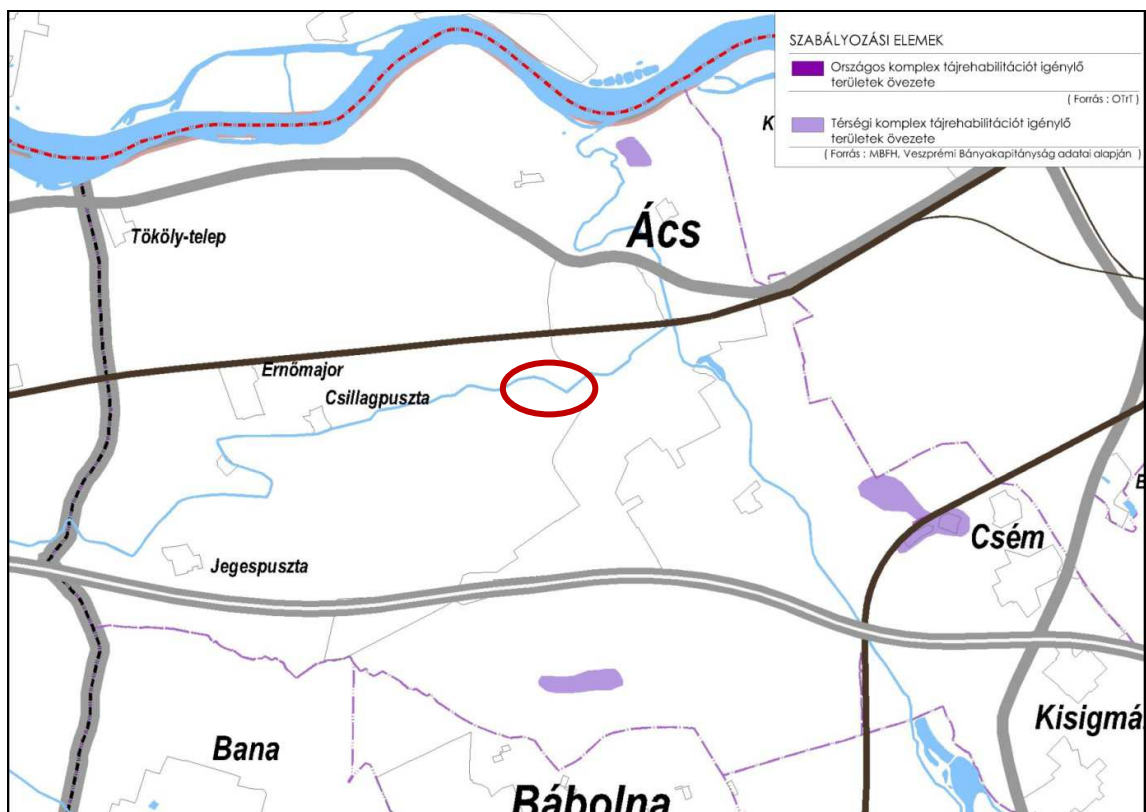 SZABÁLYOZÁSI ELEMEK
Országos komplex tájrehabilitációt igénylő
területek övezete
( Forrás : OTrT )
Térségi komplex tájrehabilitációt igénylő
területek övezete
( Forrás : MBFH, Veszprémi Bányakapitányság adatai alapján )
K
Ács
Tököly-telep
Ernőmajor
Csillagpuszta
B
Csém
Jegespuszta
Kisigmá
Bana
Bábolna